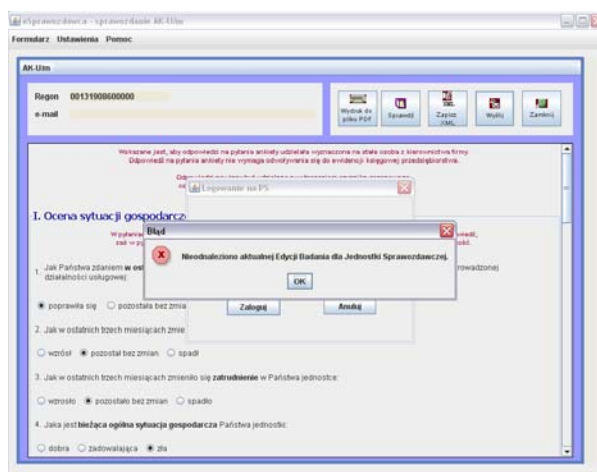 eSprawozdawca - sprawozdanie AK-Uśm
Formularz Ustawienia Pomoc
AK-Uśm
Regon 00131908600000
e-mail
Wydruk do pliku PDF
Sprawdź
Zapisz XML
Wyślij
Zamknij
Wskazane jest, aby odpowiedzi na pytania ankiety udzielała wyznaczona na stałe osoba z kierownictwa firmy.
Odpowiedź na pytania ankiety nie wymaga odwoływania się do ewidencji księgowej przedsiębiorstwa.
Logowanie na PS
I. Ocena sytuacji gospodarcz
Błąd
Nieodnaleziono aktualnej Edycji Badania dla Jednostki Sprawozdawczej.
OK
1. Jak Państwa zdaniem w ost
rowadzonej
działalności usługowej:
poprawiła się pozostała bez zmia
Zaloguj Anuluj
2. Jak w ostatnich trzech miesiącach zmie
wzrósł pozostał bez zmian spadł
3. Jak w ostatnich trzech miesiącach zmieniło się zatrudnienie w Państwa jednostce:
wzrosło pozostało bez zmian spadło
4. Jaka jest bieżąca ogólna sytuacja gospodarcza Państwa jednostki:
dobra zadowalająca zła